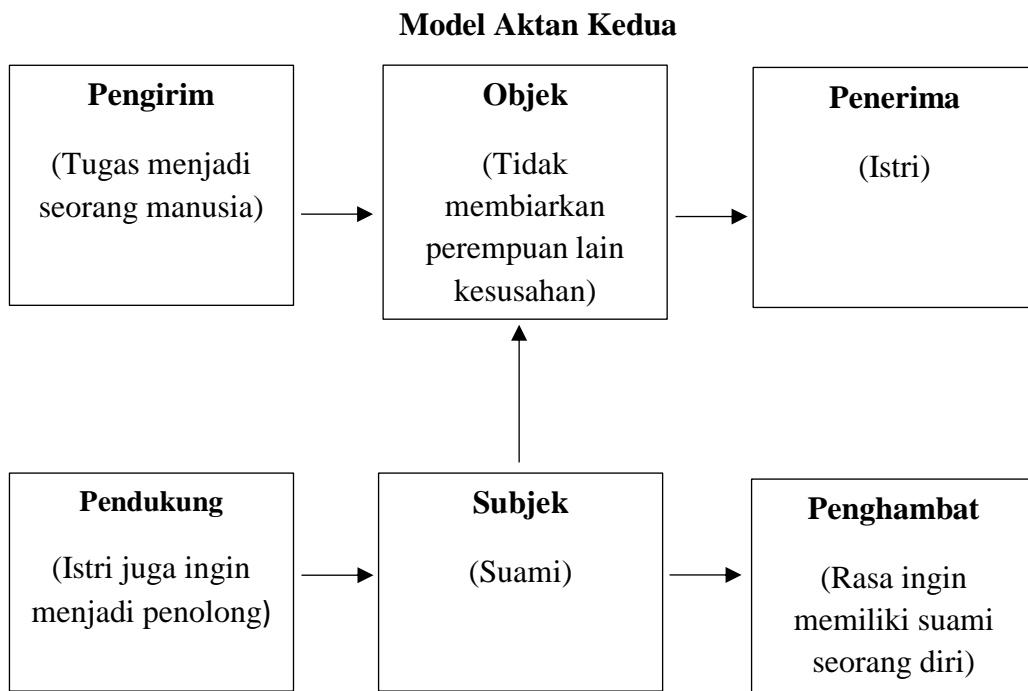 Model Aktan Kedua
Pengirim
(Tugas menjadi
seorang manusia)
Objek
(Tidak
membiarkan
perempuan lain
kesusahan)
Penerima
(Istri)
Pendukung
(Istri juga ingin
menjadi penolong)
Subjek
(Suami)
Penghambat
(Rasa ingin
memiliki suami
seorang diri)